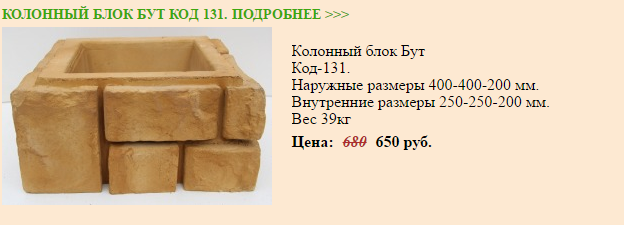 КОЛОННЫЙ БЛОК БУТ КОД 131. ПОДРОБНЕЕ >>>
Колонный блок Бут
Код-131.
Наружные размеры 400-400-200 мм.
Внутренние размеры 250-250-200 мм.
Вес 39кг
Цена: 680 650 руб.